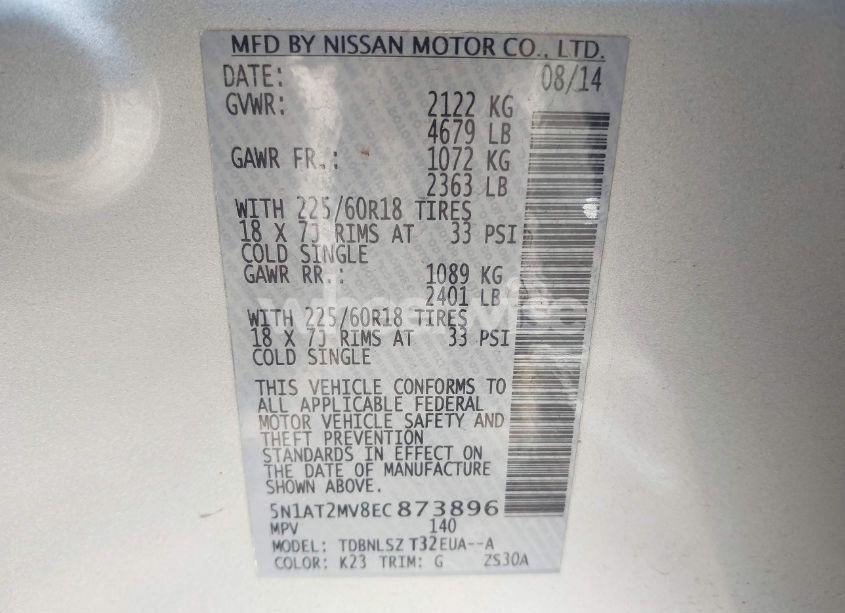 MFD BY NISSAN MOTOR CO., LTD.
DATE: 08/14
GVWR: 2122 KG
4679 LB
GAWR FR.: 1072 KG
2363 LB
WITH 225/60R18 TIRES
18 X 7J RIMS AT 33 PSI
COLD SINGLE
GAWR RR.: 1089 KG
2401 LB
WITH 225/60R18 TIRES
18 X 7J RIMS AT 33 PSI
COLD SINGLE
THIS VEHICLE CONFORMS TO
ALL APPLICABLE FEDERAL
MOTOR VEHICLE SAFETY AND
THEFT PREVENTION
STANDARDS IN EFFECT ON
THE DATE OF MANUFACTURE
SHOWN ABOVE.
5N1AT2MV8EC873896
MPV 140
MODEL: TDBNLSZ T32EUA--A
COLOR: K23 TRIM: G ZS30A